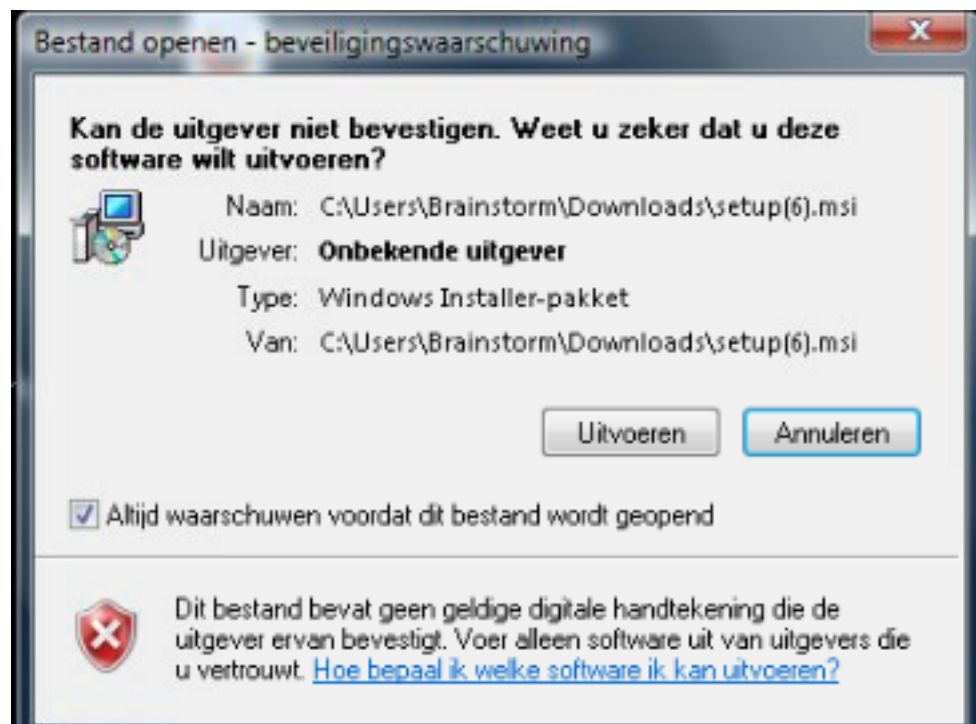 Bestand openen - beveiligingswaarschuwing
Kan de uitgever niet bevestigen. Weet u zeker dat u deze
software wilt uitvoeren?
Naam: C:\Users\Brainstorm\Downloads\setup(6).msi
Uitgever: Onbekende uitgever
Type: Windows Installer-pakket
Van: C:\Users\Brainstorm\Downloads\setup(6).msi
Uitvoeren Annuleren
Altijd waarschuwen voordat dit bestand wordt geopend
Dit bestand bevat geen geldige digitale handtekening die de
uitgever ervan bevestigt. Voer alleen software uit van uitgevers die
u vertrouwt. Hoe bepaal ik welke software ik kan uitvoeren?